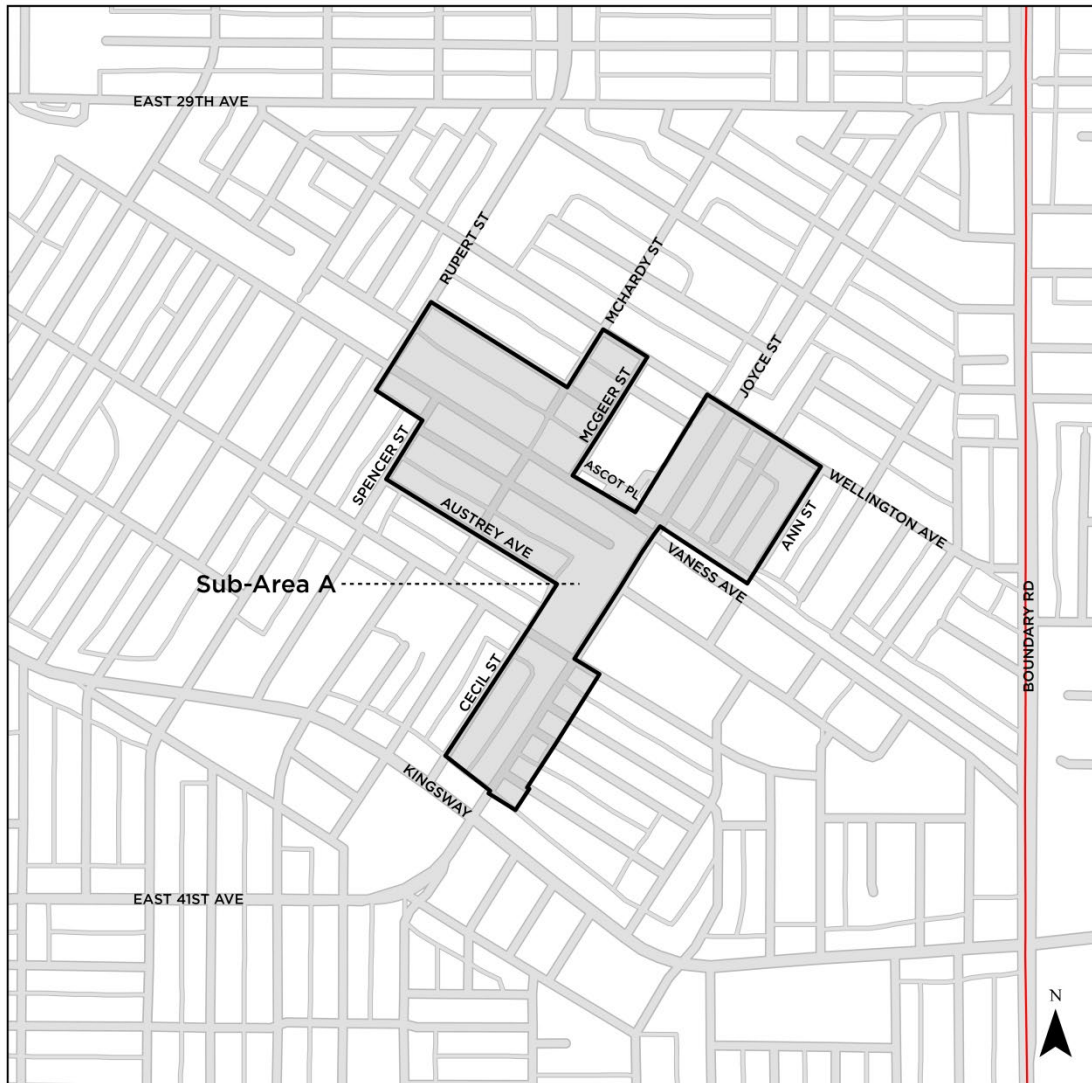 EAST 29TH AVE
RUPERT ST
MCHARDY ST
JOYCE ST
MCGEER ST
SPENCER ST
ASCOT PL
WELLINGTON AVE
ANN ST
AUSTREY AVE
VANESS AVE
Sub-Area A
BOUNDARY RD
CECIL ST
KINGSWAY
EAST 41ST AVE
N